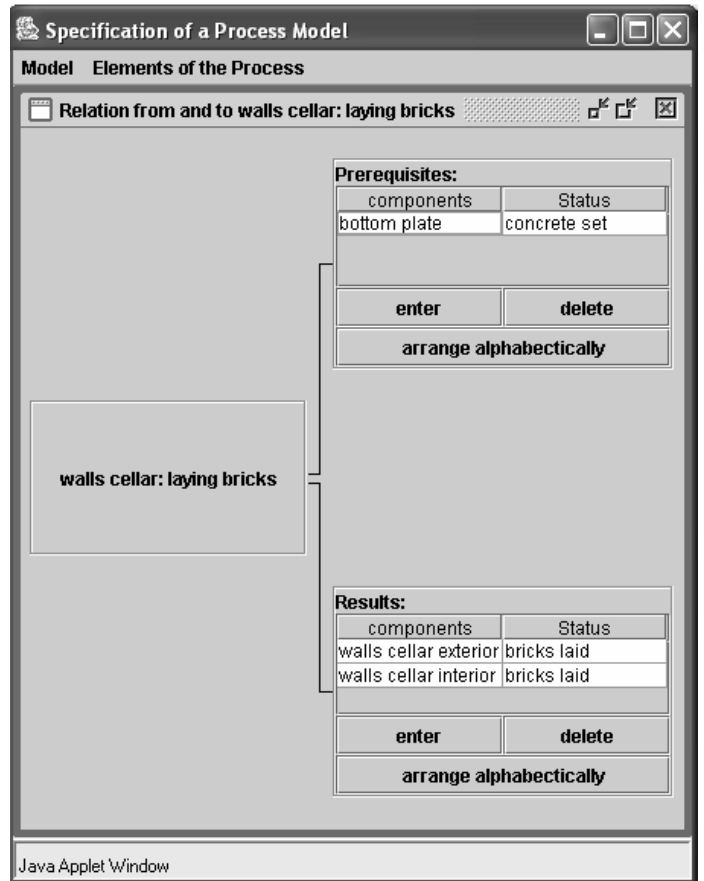 Specification of a Process Model
Model Elements of the Process
Relation from and to walls cellar: laying bricks
Prerequisites:
components Status
bottom plate concrete set
enter delete
arrange alphabectically
walls cellar: laying bricks
Results:
components Status
walls cellar exterior bricks laid
walls cellar interior bricks laid
enter delete
arrange alphabectically
Java Applet Window